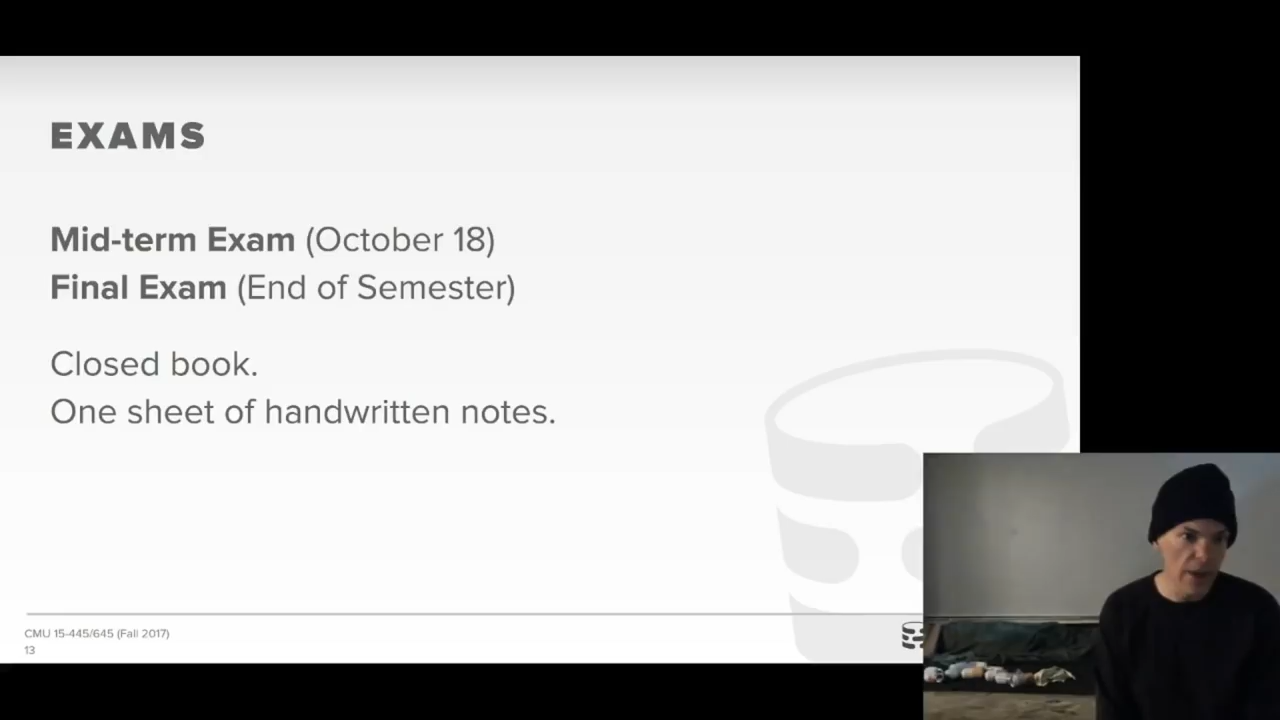 EXAMS
Mid-term Exam (October 18)
Final Exam (End of Semester)
Closed book.
One sheet of handwritten notes.
CMU 15-445/645 (Fall 2017)
13